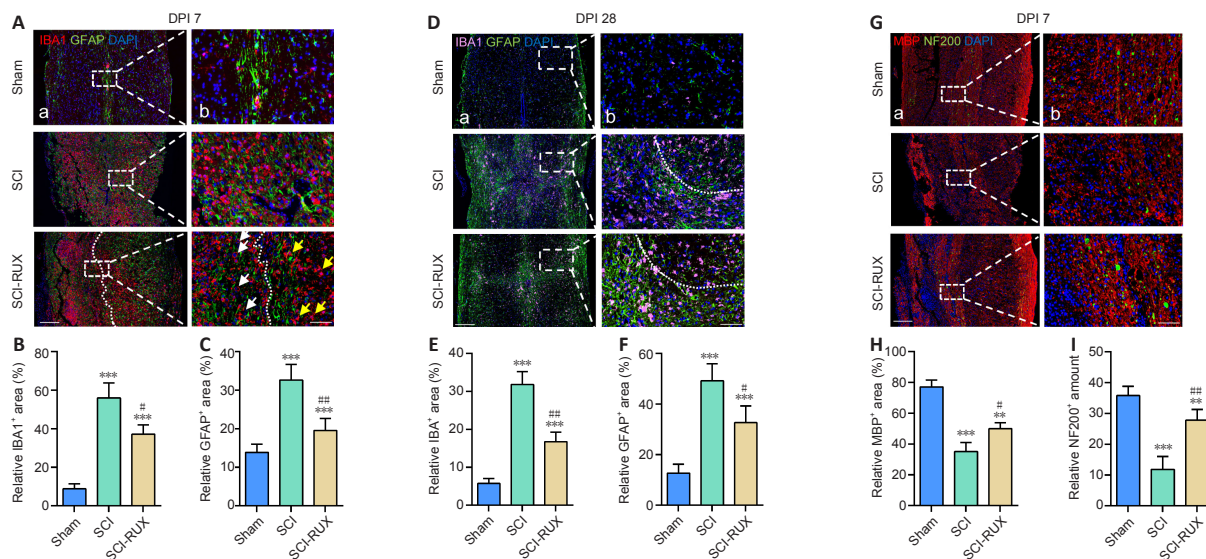 A
DPI 7
IBA1 GFAP DAPI
Sham
a
b
SCI
SCI-RUX
B
Relative IBA1⁺ area (%)
80
60
40
20
0
***
#
***
Sham
SCI
SCI-RUX
C
Relative GFAP⁺ area (%)
50
40
30
20
10
0
***
##
***
Sham
SCI
SCI-RUX
D
DPI 28
IBA1 GFAP DAPI
Sham
a
b
SCI
SCI-RUX
E
Relative IBA⁺ area (%)
40
30
20
10
0
***
##
***
Sham
SCI
SCI-RUX
F
Relative GFAP⁺ area (%)
60
40
20
0
***
#
***
Sham
SCI
SCI-RUX
G
DPI 7
MBP NF200 DAPI
Sham
a
b
SCI
SCI-RUX
H
Relative MBP⁺ area (%)
100
80
60
40
20
0
***
#
**
Sham
SCI
SCI-RUX
I
Relative NF200⁺ amount
50
40
30
20
10
0
***
##
**
Sham
SCI
SCI-RUX